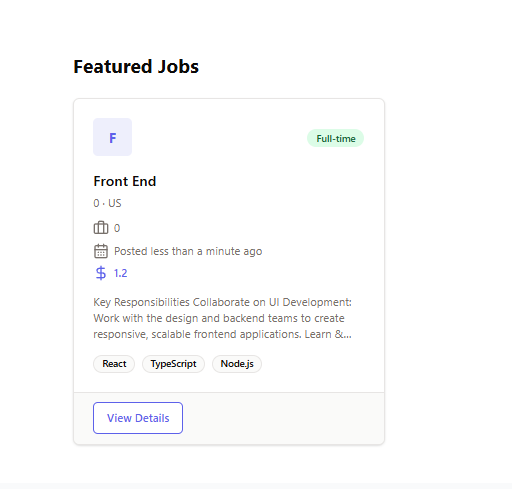 Featured Jobs
F
Full-time
Front End
0 · US
0
Posted less than a minute ago
1.2
Key Responsibilities Collaborate on UI Development:
Work with the design and backend teams to create
responsive, scalable frontend applications. Learn &...
React TypeScript Node.js
View Details